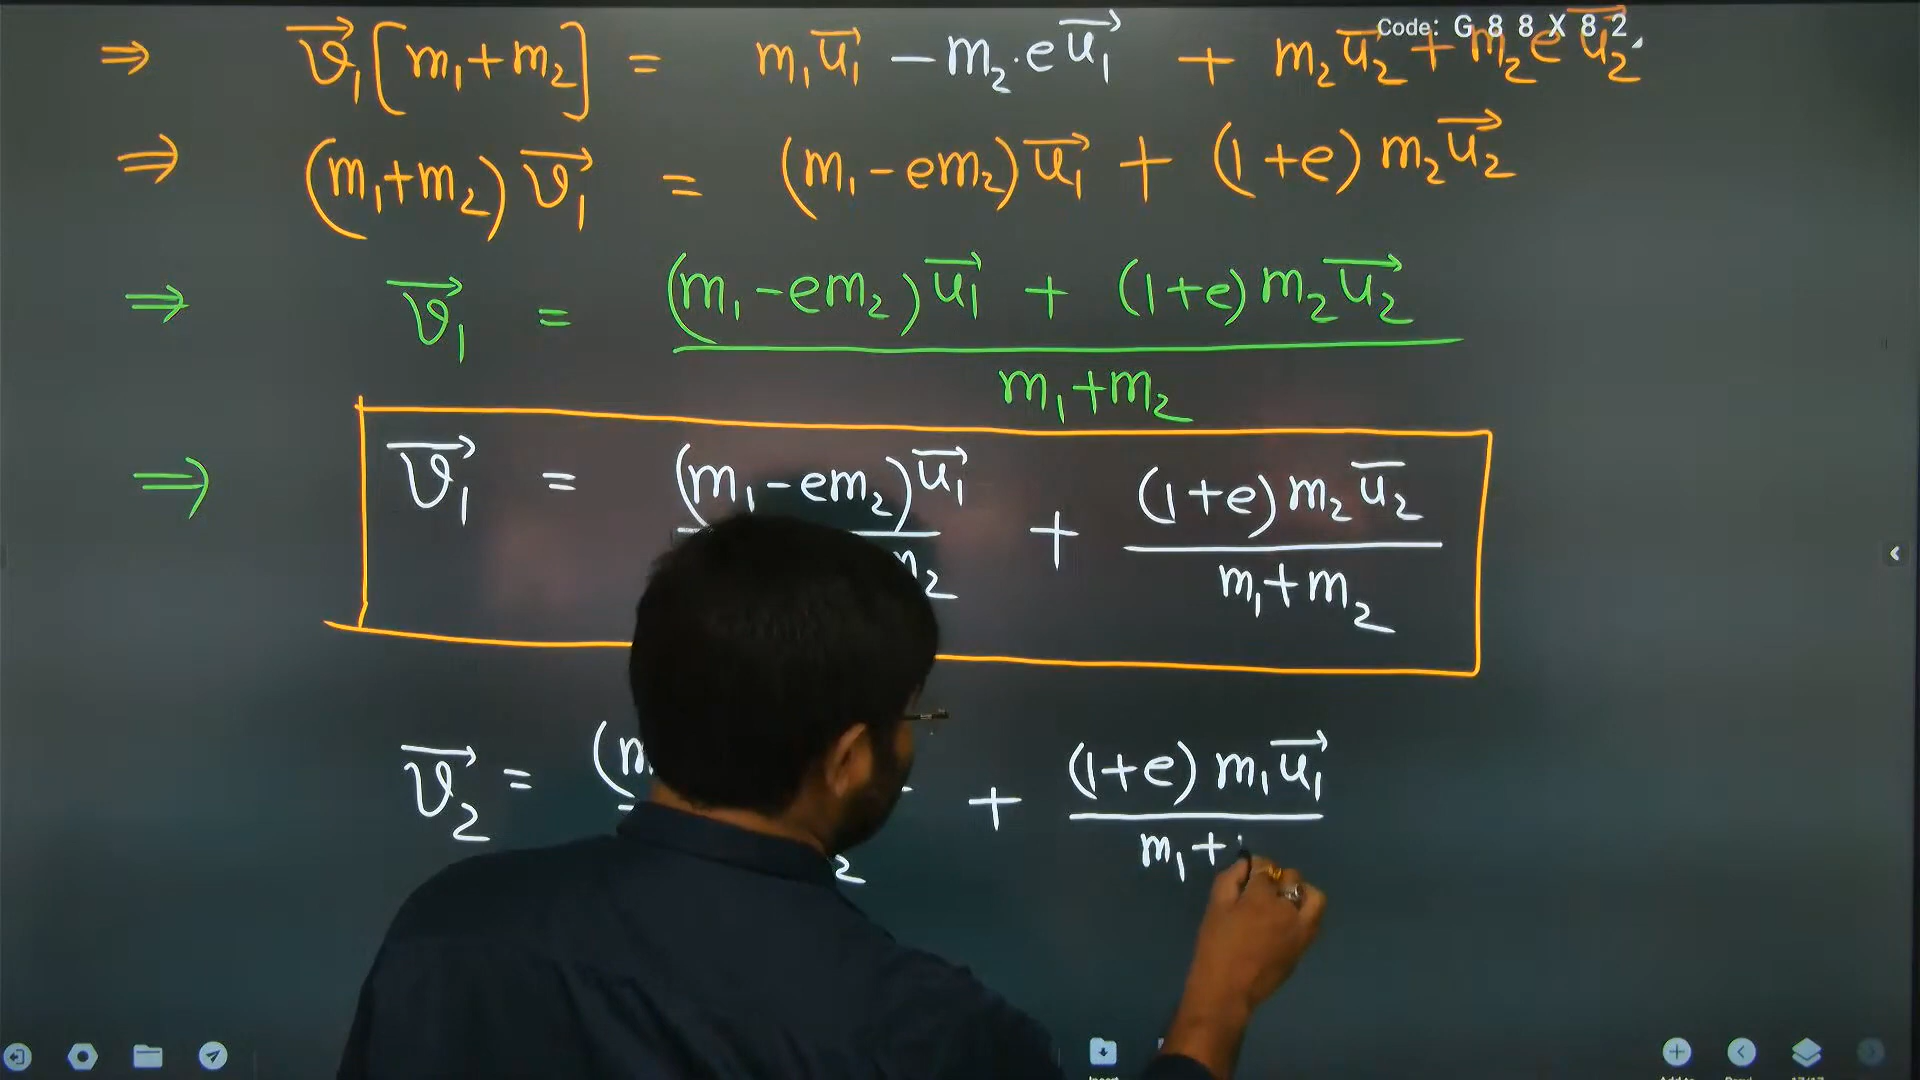 Code: G 8 8 X 8 2
⇒ v⃗₁[m₁+m₂] = m₁u⃗₁ − m₂·eu⃗₁ + m₂u⃗₂ + m₂eu⃗₂
⇒ (m₁+m₂)v⃗₁ = (m₁−em₂)u⃗₁ + (1+e)m₂u⃗₂
⇒ v⃗₁ = (m₁−em₂)u⃗₁ + (1+e)m₂u⃗₂
m₁+m₂
⇒ v⃗₁ = (m₁−em₂)u⃗₁ + (1+e)m₂u̅₂
₂ m₁+m₂
v⃗₂ = (m + (1+e)m₁u⃗₁
₂ m₁+